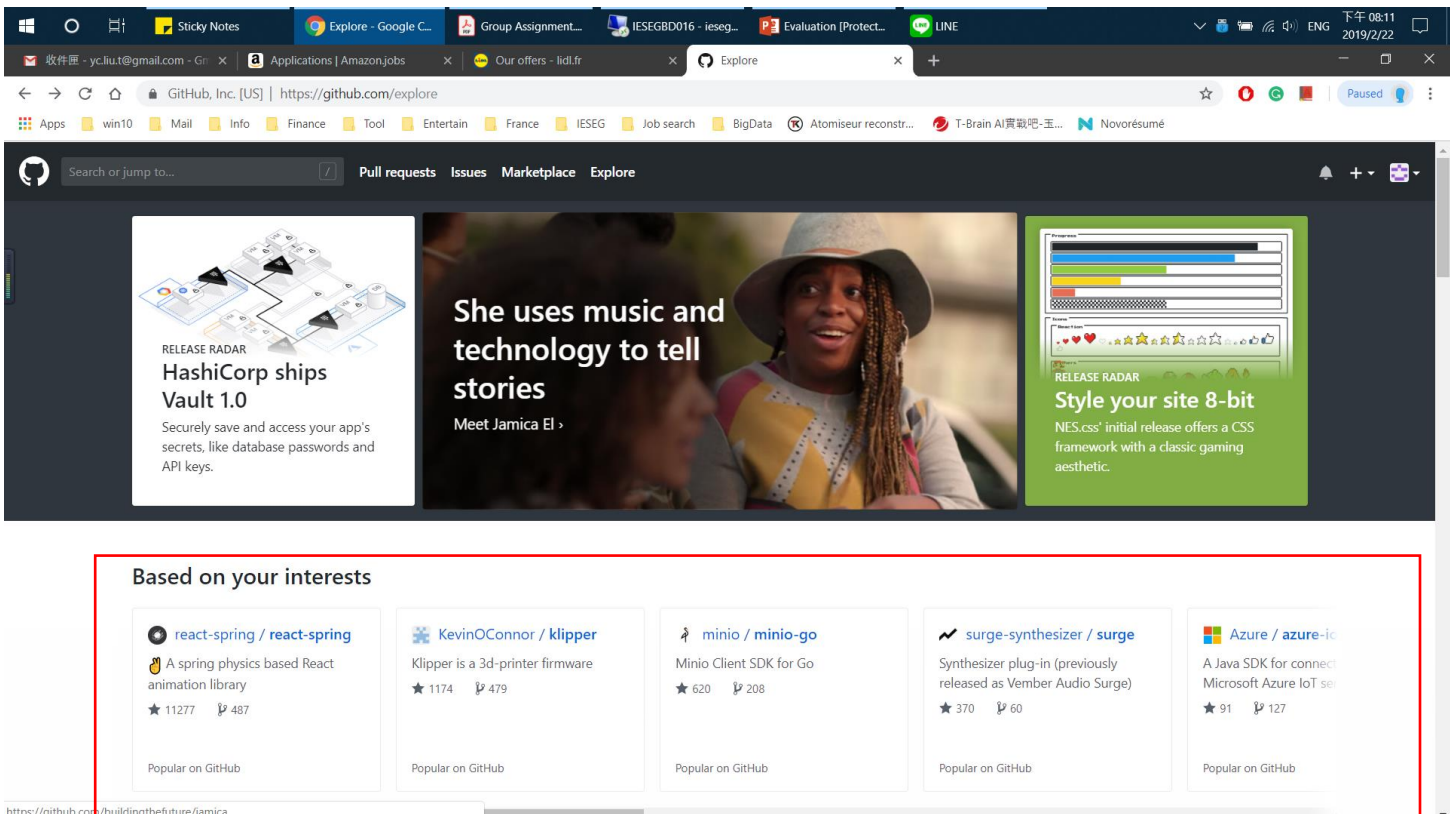 Sticky Notes
Explore - Google C...
Group Assignment...
IESEGBD016 - ieseg...
Evaluation [Protect...
LINE
ENG
下午 08:11
2019/2/22
收件匣 - yc.liu.t@gmail.com - Gm
Applications | Amazon.jobs
Our offers - lidl.fr
Explore
GitHub, Inc. [US] | https://github.com/explore
Paused
Apps
win10
Mail
Info
Finance
Tool
Entertain
France
IESEG
Job search
BigData
Atomiseur reconstr...
T-Brain AI實戰吧-玉...
Novorésumé
Search or jump to...
/
Pull requests Issues Marketplace Explore
RELEASE RADAR
HashiCorp ships
Vault 1.0
Securely save and access your app's
secrets, like database passwords and
API keys.
She uses music and
technology to tell
stories
Meet Jamica El ›
Progress
Icons
Reaction
RELEASE RADAR
Style your site 8-bit
NES.css' initial release offers a CSS
framework with a classic gaming
aesthetic.
Based on your interests
react-spring / react-spring
✌ A spring physics based React
animation library
11277 487
Popular on GitHub
KevinOConnor / klipper
Klipper is a 3d-printer firmware
1174 479
Popular on GitHub
minio / minio-go
Minio Client SDK for Go
620 208
Popular on GitHub
surge-synthesizer / surge
Synthesizer plug-in (previously
released as Vember Audio Surge)
370 60
Popular on GitHub
Azure / azure-io
A Java SDK for connect
Microsoft Azure IoT se
91 127
Popular on GitHub
https://github.com/buildingthefuture/jamica